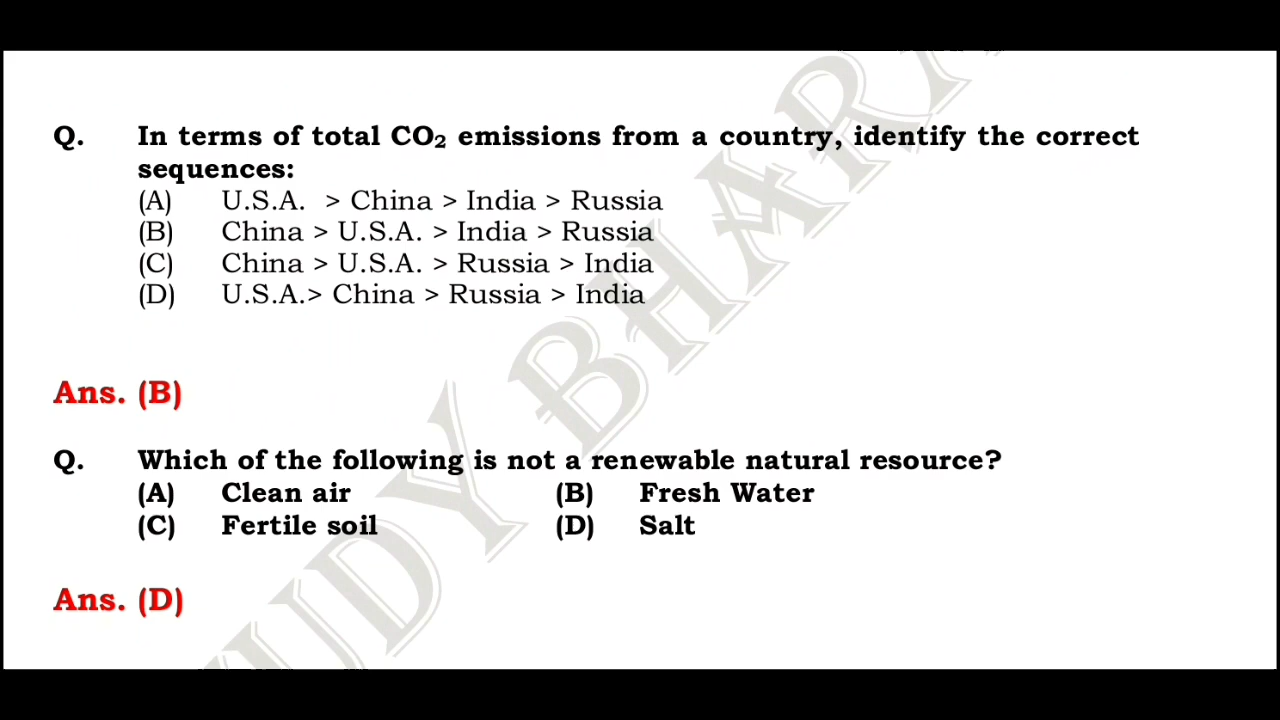 Q. In terms of total CO₂ emissions from a country, identify the correct
sequences:
(A) U.S.A. > China > India > Russia
(B) China > U.S.A. > India > Russia
(C) China > U.S.A. > Russia > India
(D) U.S.A.> China > Russia > India
Ans. (B)
Q. Which of the following is not a renewable natural resource?
(A) Clean air (B) Fresh Water
(C) Fertile soil (D) Salt
Ans. (D)
UDY BHAR